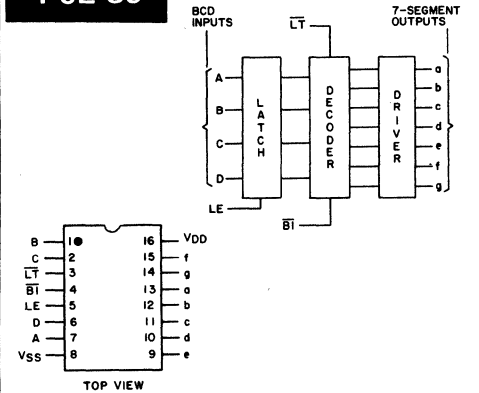 BCD
INPUTS
7-SEGMENT
OUTPUTS
LT
A
B
C
D
LE
BI
LATCH
DECODER
DRIVER
a
b
c
d
e
f
g
B 1 16 VDD
C 2 15 f
LT 3 14 g
BI 4 13 a
LE 5 12 b
D 6 11 c
A 7 10 d
VSS 8 9 e
TOP VIEW